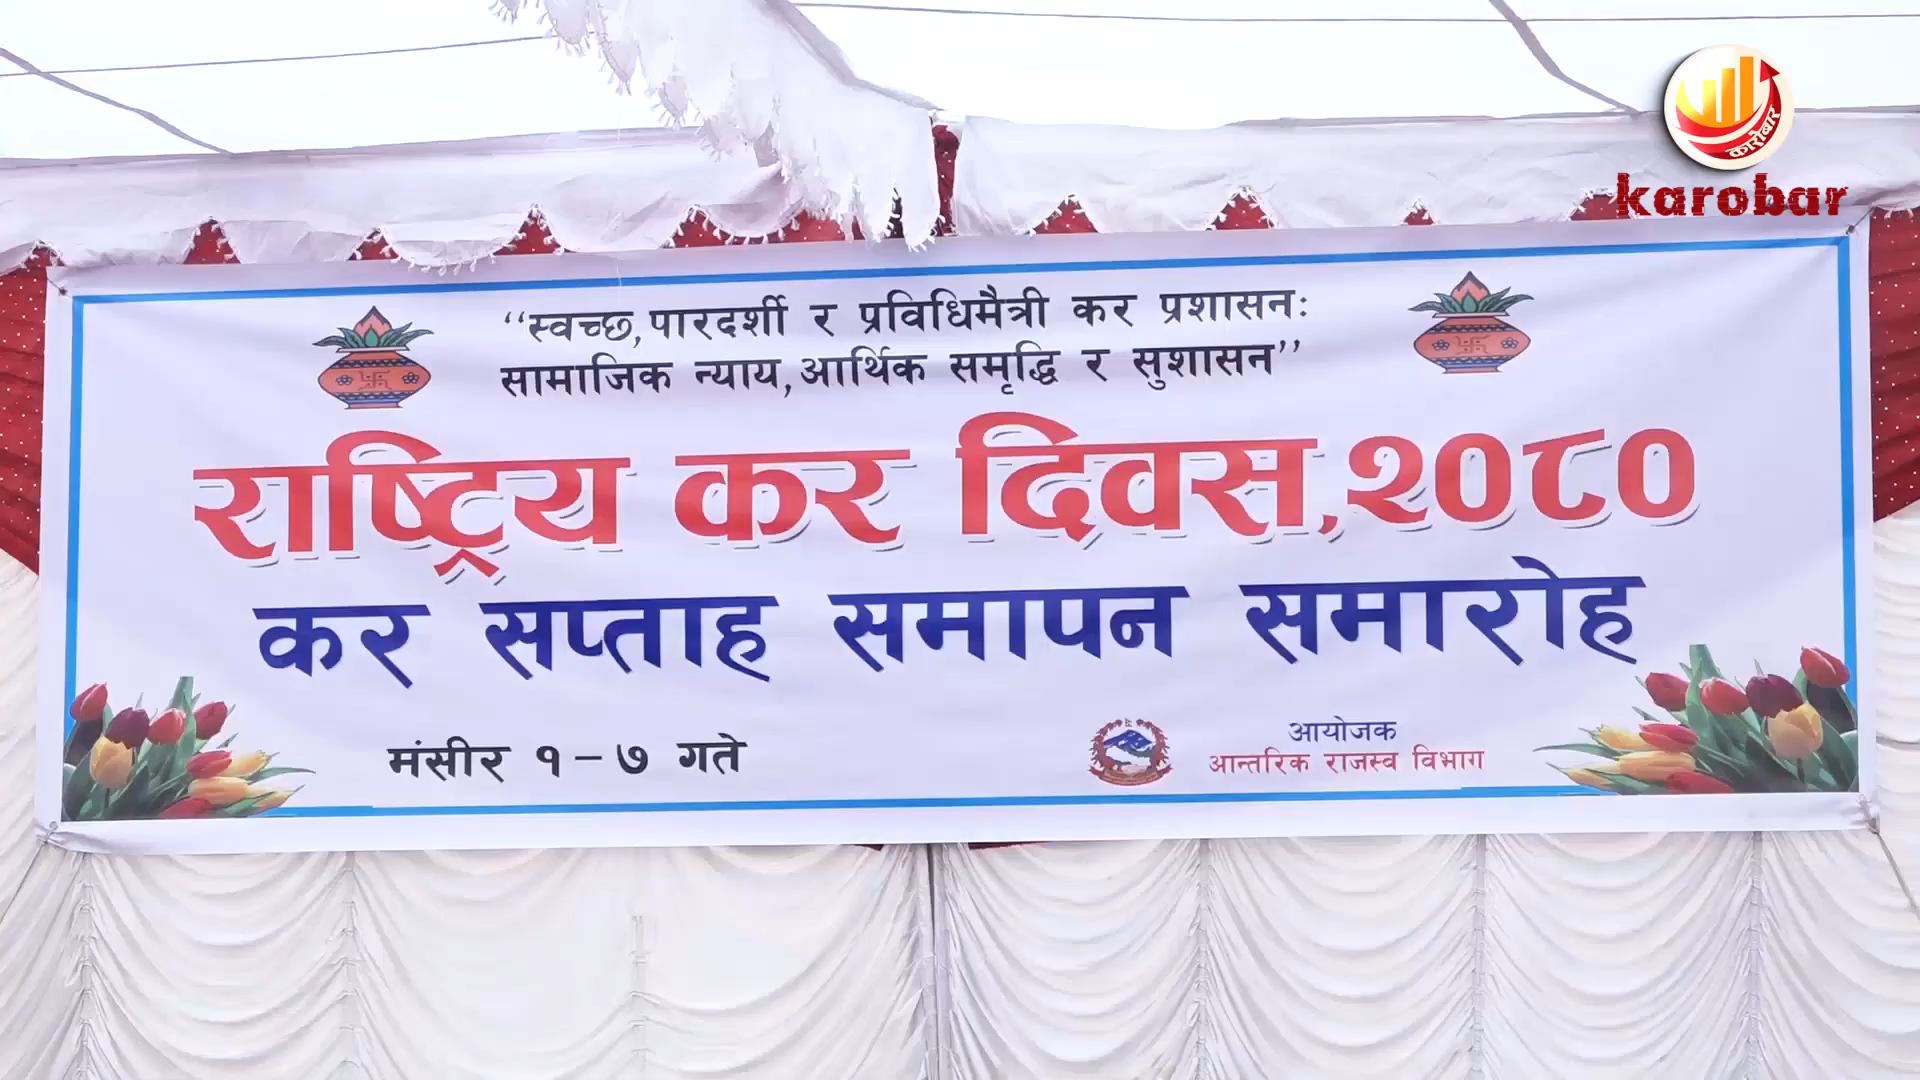 कारोबार
karobar
“स्वच्छ, पारदर्शी र प्रविधिमैत्री कर प्रशासनः
सामाजिक न्याय, आर्थिक समृद्धि र सुशासन”
राष्ट्रिय कर दिवस, २०८०
कर सप्ताह समापन समारोह
मंसीर १-७ गते
आयोजक
आन्तरिक राजस्व विभाग